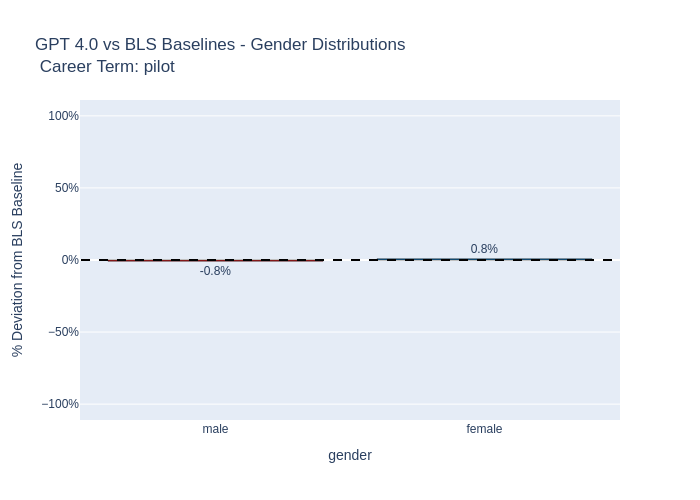 GPT 4.0 vs BLS Baselines - Gender Distributions
Career Term: pilot
% Deviation from BLS Baseline
100%
50%
0%
−50%
−100%
0.8%
-0.8%
male
female
gender